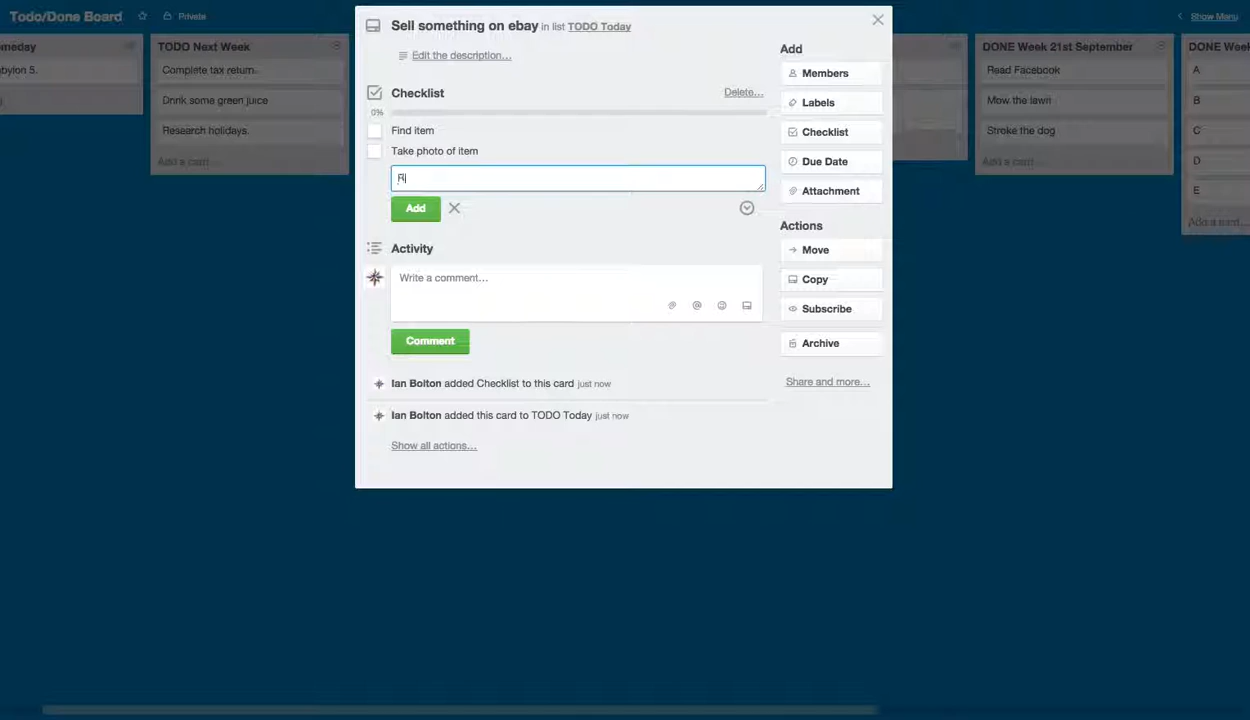 Todo/Done Board Private Show Menu
meday
abylon 5.
TODO Next Week
Complete tax return.
Drink some green juice
Research holidays.
Add a card…
Sell something on ebay in list TODO Today
Edit the description…
Checklist Delete…
0%
Find item
Take photo of item
Add
Activity
Write a comment…
Comment
Ian Bolton added Checklist to this card just now
Ian Bolton added this card to TODO Today just now
Show all actions…
Add
Members
Labels
Checklist
Due Date
Attachment
Actions
Move
Copy
Subscribe
Archive
Share and more…
DONE Week 21st September
Read Facebook
Mow the lawn
Stroke the dog
Add a card…
DONE Week
A
B
C
D
E
Add a card…